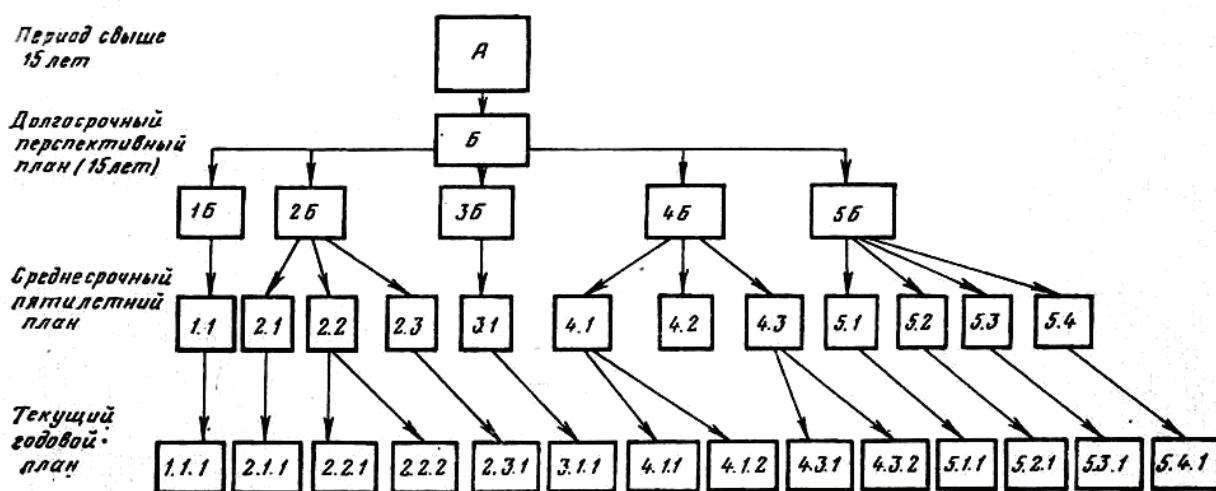 Период свыше
15 лет
А
Долгосрочный
перспективный
план (15лет)
Б
1Б 2Б 3Б 4Б 5Б
Среднесрочный
пятилетний
план
1.1 2.1 2.2 2.3 3.1 4.1 4.2 4.3 5.1 5.2 5.3 5.4
Текущий
годовой
план
1.1.1 2.1.1 2.2.1 2.2.2 2.3.1 3.1.1 4.1.1 4.1.2 4.3.1 4.3.2 5.1.1 5.2.1 5.3.1 5.4.1